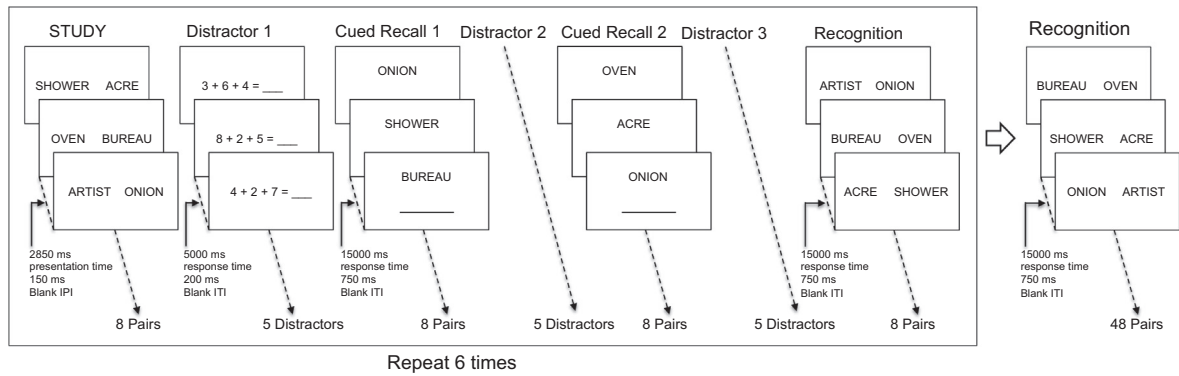 STUDY
SHOWER ACRE
OVEN BUREAU
ARTIST ONION
2850 ms
presentation time
150 ms
Blank IPI
8 Pairs
Distractor 1
3 + 6 + 4 = ___
8 + 2 + 5 = ___
4 + 2 + 7 = ___
5000 ms
response time
200 ms
Blank ITI
5 Distractors
Cued Recall 1
ONION
SHOWER
BUREAU
15000 ms
response time
750 ms
Blank ITI
8 Pairs
Distractor 2
5 Distractors
Cued Recall 2
OVEN
ACRE
ONION
8 Pairs
Distractor 3
5 Distractors
Recognition
ARTIST ONION
BUREAU OVEN
ACRE SHOWER
15000 ms
response time
750 ms
Blank ITI
8 Pairs
Repeat 6 times
Recognition
BUREAU OVEN
SHOWER ACRE
ONION ARTIST
15000 ms
response time
750 ms
Blank ITI
48 Pairs